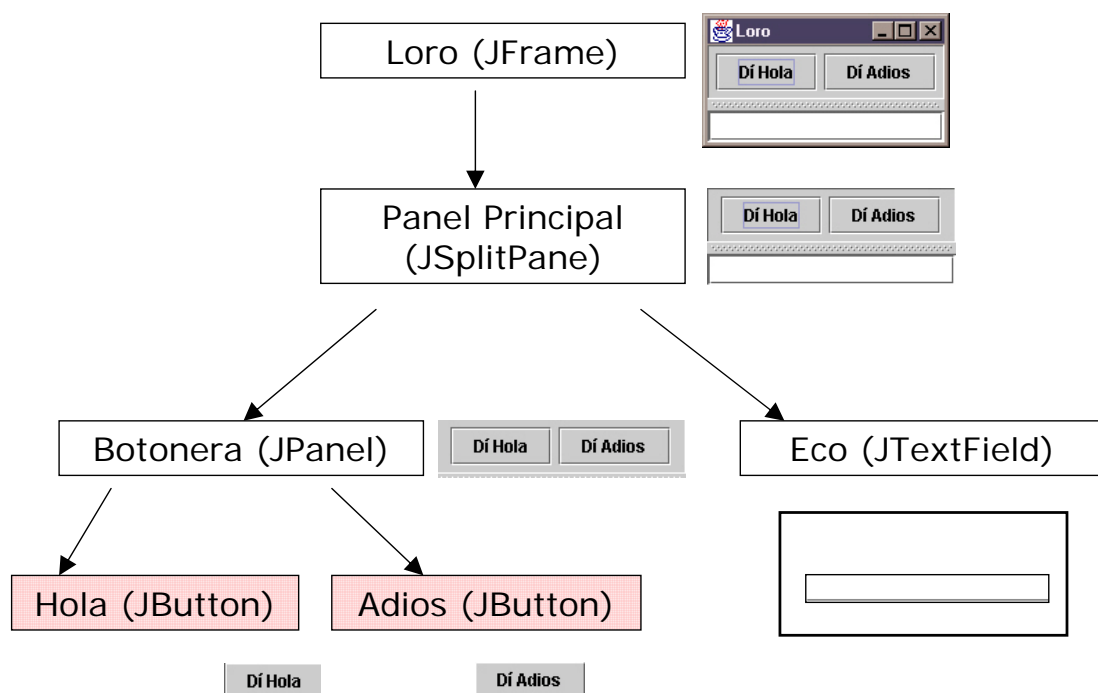 Loro (JFrame)
Loro
Dí Hola Dí Adios
Panel Principal
(JSplitPane)
Dí Hola Dí Adios
Botonera (JPanel)
Dí Hola Dí Adios
Eco (JTextField)
Hola (JButton)
Adios (JButton)
Dí Hola
Dí Adios